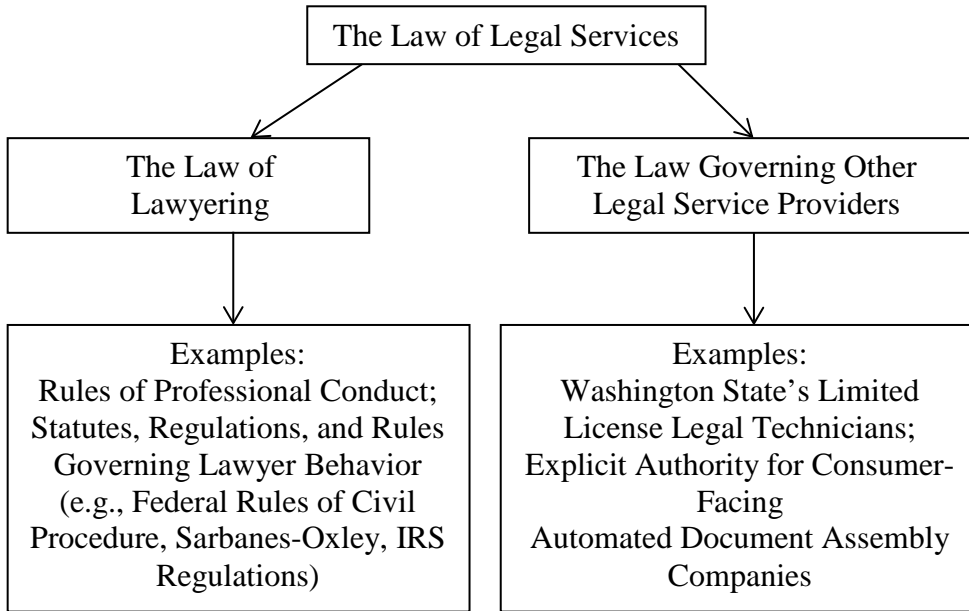 The Law of Legal Services
The Law of
Lawyering
The Law Governing Other
Legal Service Providers
Examples:
Rules of Professional Conduct;
Statutes, Regulations, and Rules
Governing Lawyer Behavior
(e.g., Federal Rules of Civil
Procedure, Sarbanes-Oxley, IRS
Regulations)
Examples:
Washington State’s Limited
License Legal Technicians;
Explicit Authority for Consumer-
Facing
Automated Document Assembly
Companies